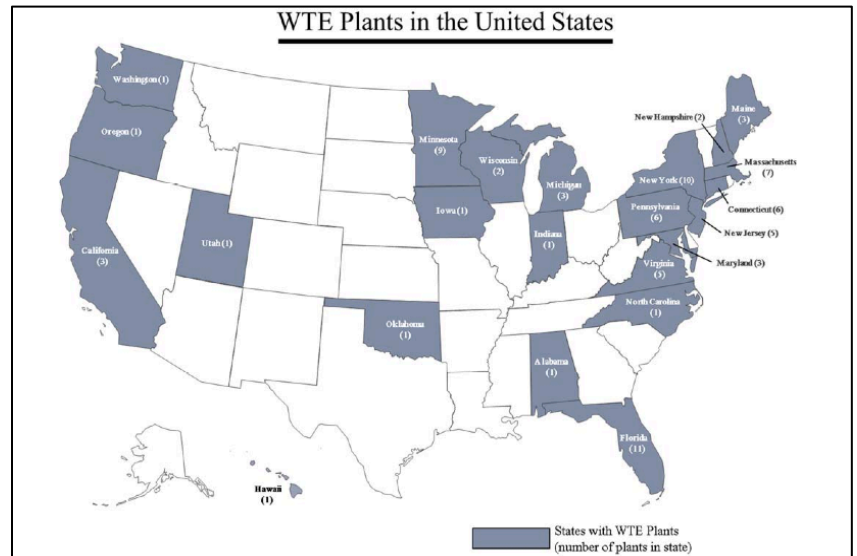 WTE Plants in the United States
Washington (1)
Oregon (1)
California
(3)
Utah (1)
Oklahoma
(1)
Minnesota
(9)
Iowa (1)
Wisconsin
(2)
Michigan
(3)
Indiana
(1)
Alabama
(1)
Florida
(11)
North Carolina
(1)
Virginia
(5)
Maryland (3)
New Jersey (5)
Connecticut (6)
Pennsylvania
(6)
New York (10)
Massachusetts
(7)
New Hampshire (2)
Maine
(3)
Hawaii
(1)
States with WTE Plants
(number of plants in state)